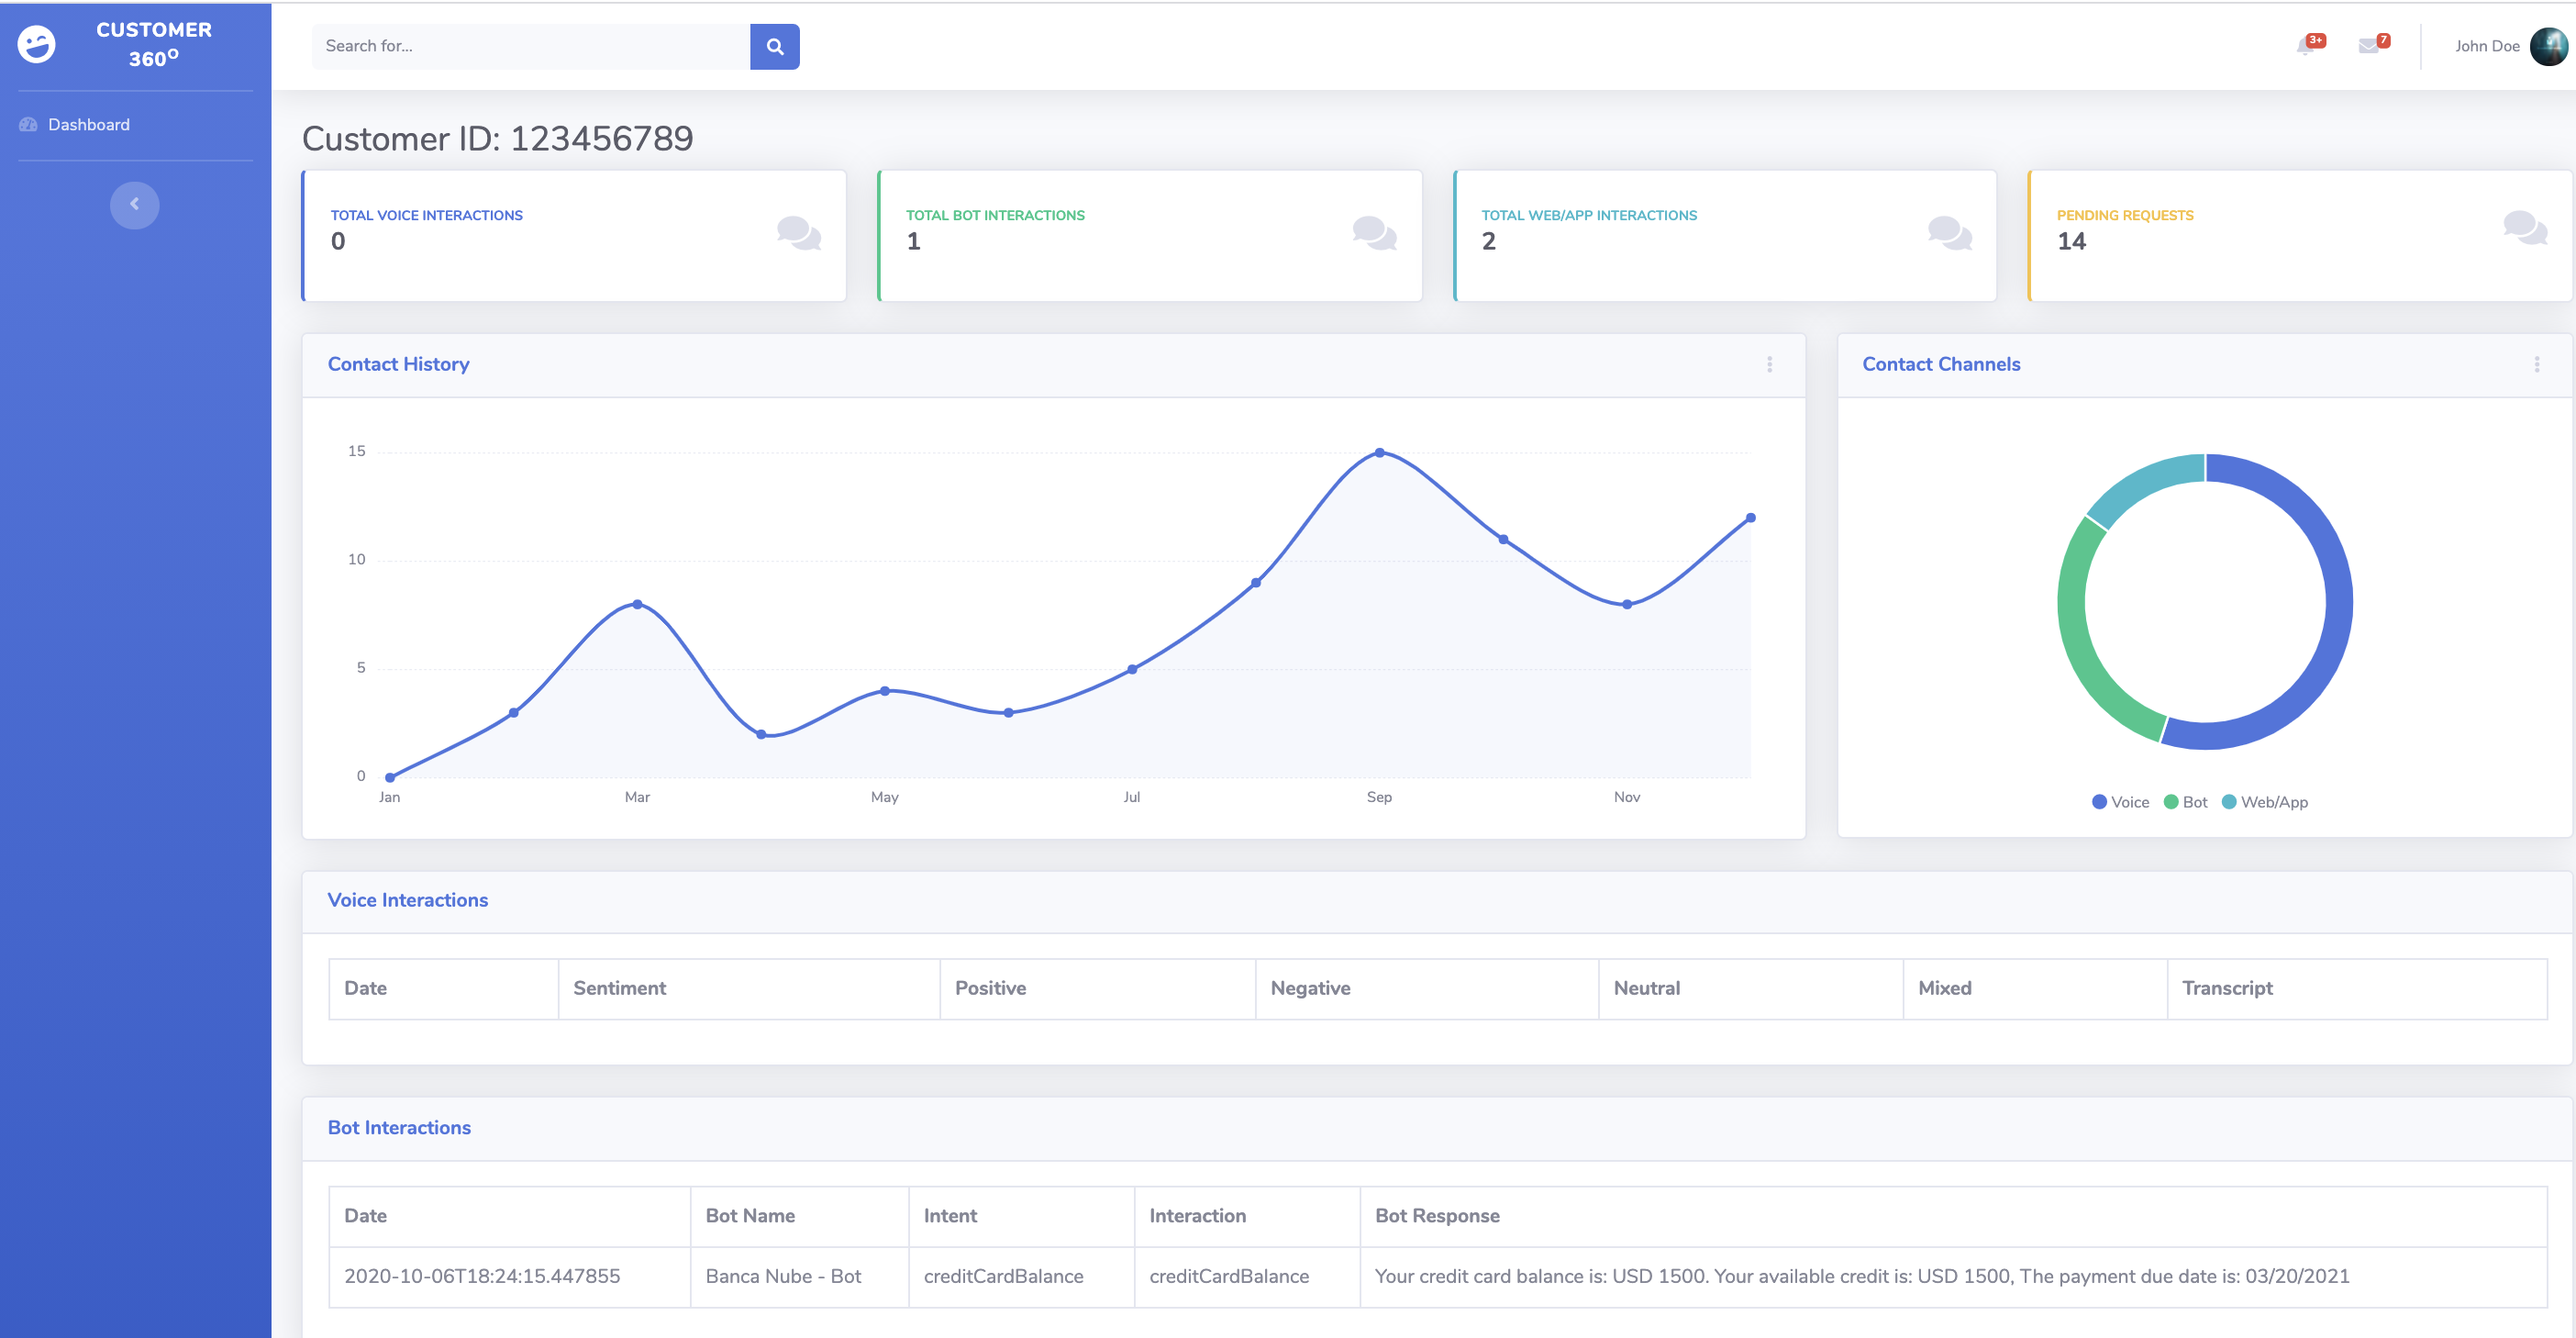 CUSTOMER
360º
Search for...
3+
7
John Doe
Dashboard
Customer ID: 123456789
TOTAL VOICE INTERACTIONS
0
TOTAL BOT INTERACTIONS
1
TOTAL WEB/APP INTERACTIONS
2
PENDING REQUESTS
14
Contact History
15
10
5
0
Jan Mar May Jul Sep Nov
Contact Channels
Voice Bot Web/App
Voice Interactions
Date Sentiment Positive Negative Neutral Mixed Transcript
Bot Interactions
Date Bot Name Intent Interaction Bot Response
2020-10-06T18:24:15.447855 Banca Nube - Bot creditCardBalance creditCardBalance Your credit card balance is: USD 1500. Your available credit is: USD 1500, The payment due date is: 03/20/2021